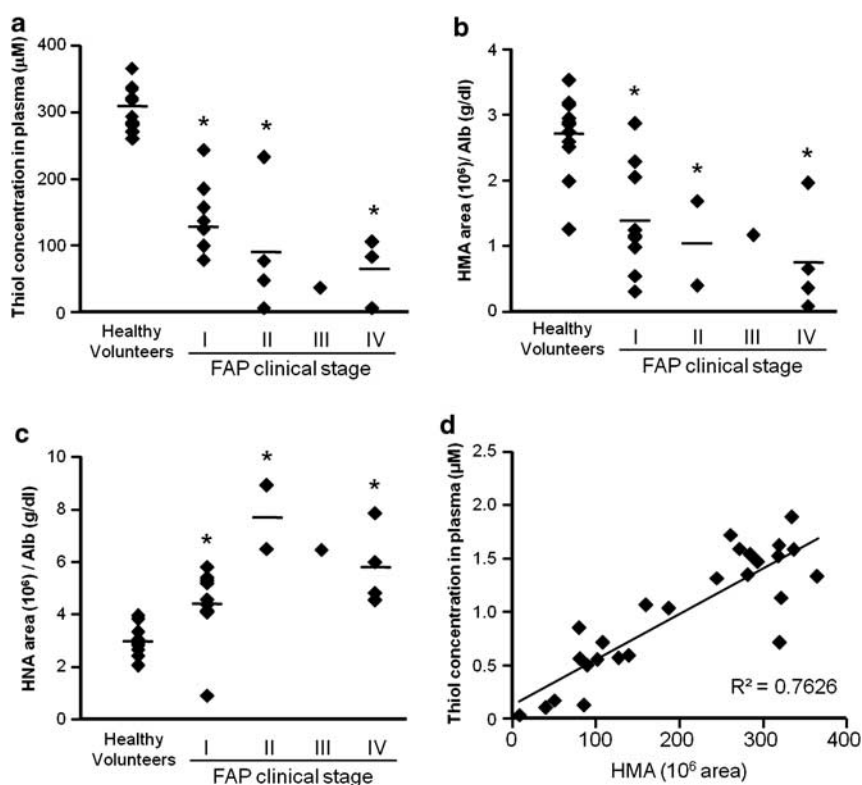 a
Thiol concentration in plasma (μM)
400
300
200
100
0
*
*
*
Healthy
Volunteers
I II III IV
FAP clinical stage
b
HMA area (10⁶)/ Alb (g/dl)
4
3
2
1
0
*
*
*
Healthy
Volunteers
I II III IV
FAP clinical stage
c
HNA area (10⁶) / Alb (g/dl)
10
8
6
4
2
0
*
*
*
Healthy
Volunteers
I II III IV
FAP clinical stage
d
Thiol concentration in plasma (μM)
2.5
2.0
1.5
1.0
0.5
0
R² = 0.7626
0 100 200 300 400
HMA (10⁶ area)